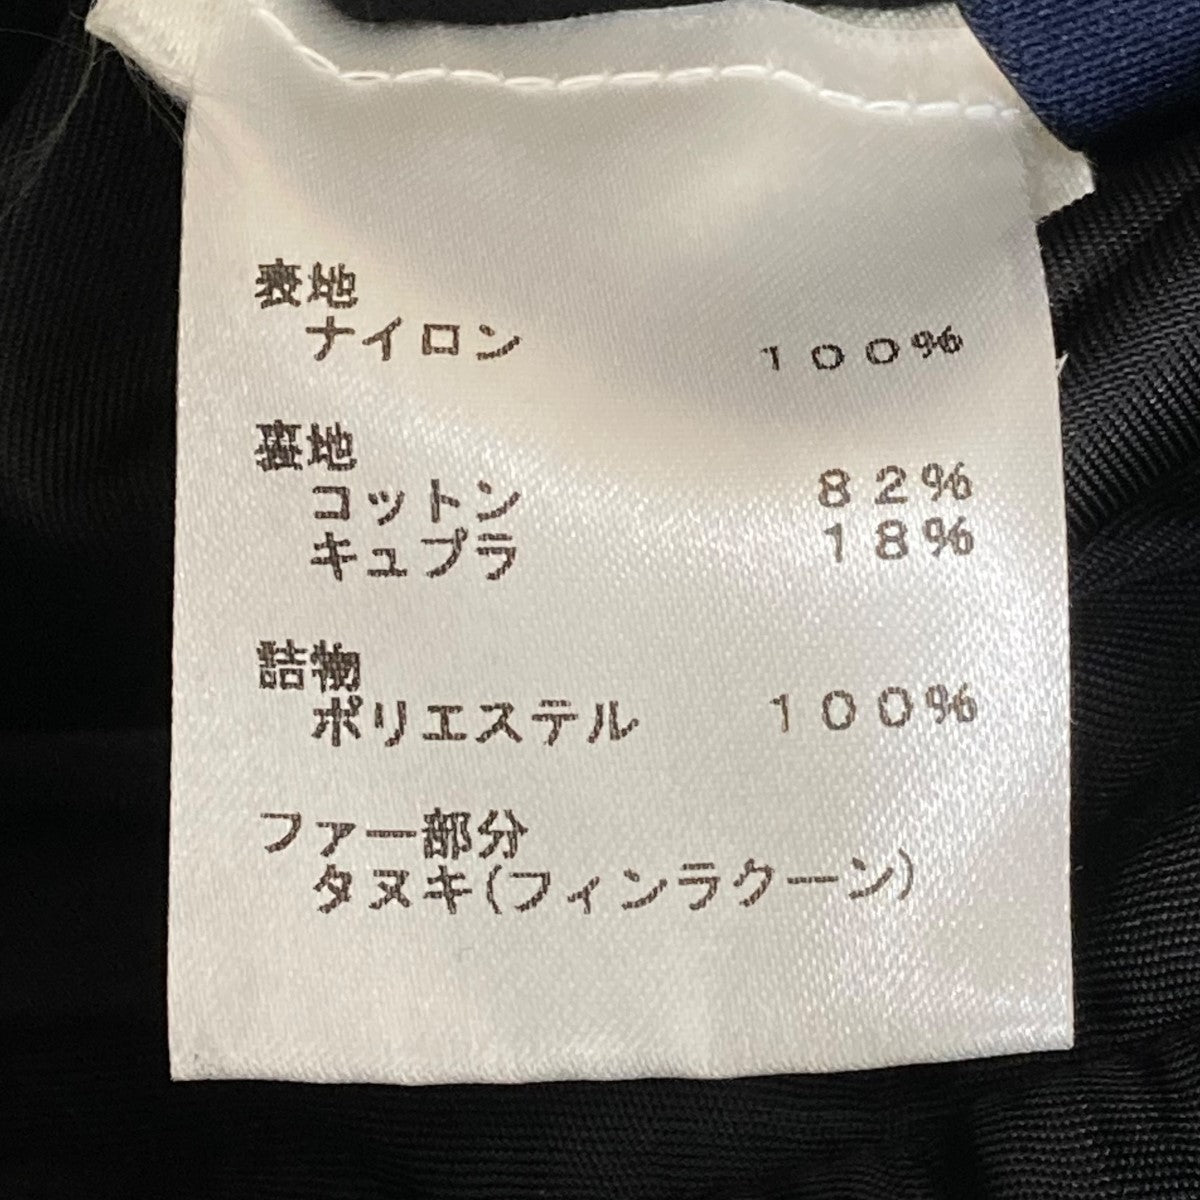 表地
ナイロン 100%
裏地
コットン 82%
キュプラ 18%
詰物
ポリエステル 100%
ファー部分
タヌキ(フィンラクーン)